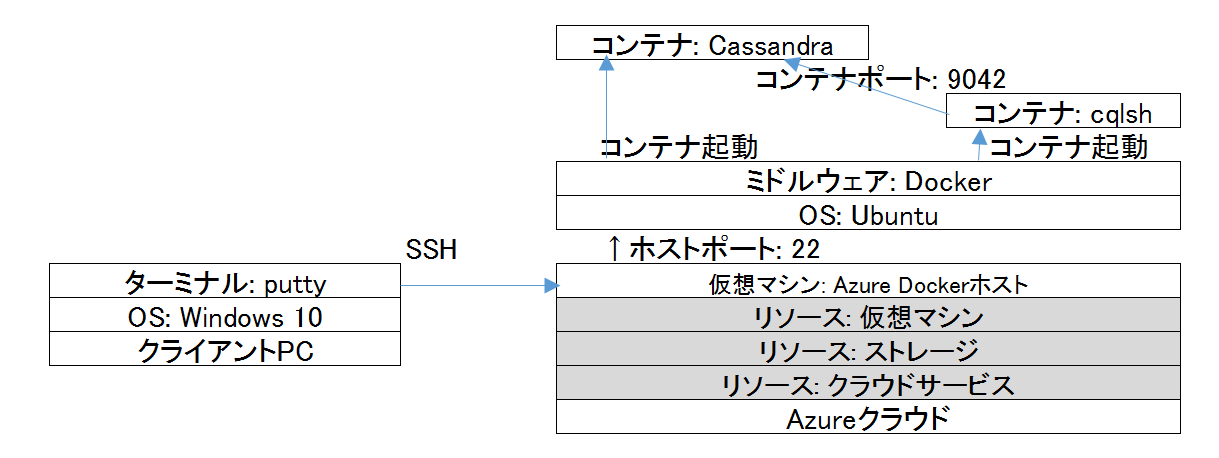 コンテナ: Cassandra
コンテナポート: 9042
コンテナ: cqlsh
コンテナ起動
コンテナ起動
ミドルウェア: Docker
OS: Ubuntu
SSH
↑ホストポート: 22
ターミナル: putty
仮想マシン: Azure Dockerホスト
OS: Windows 10
リソース: 仮想マシン
クライアントPC
リソース: ストレージ
リソース: クラウドサービス
Azureクラウド